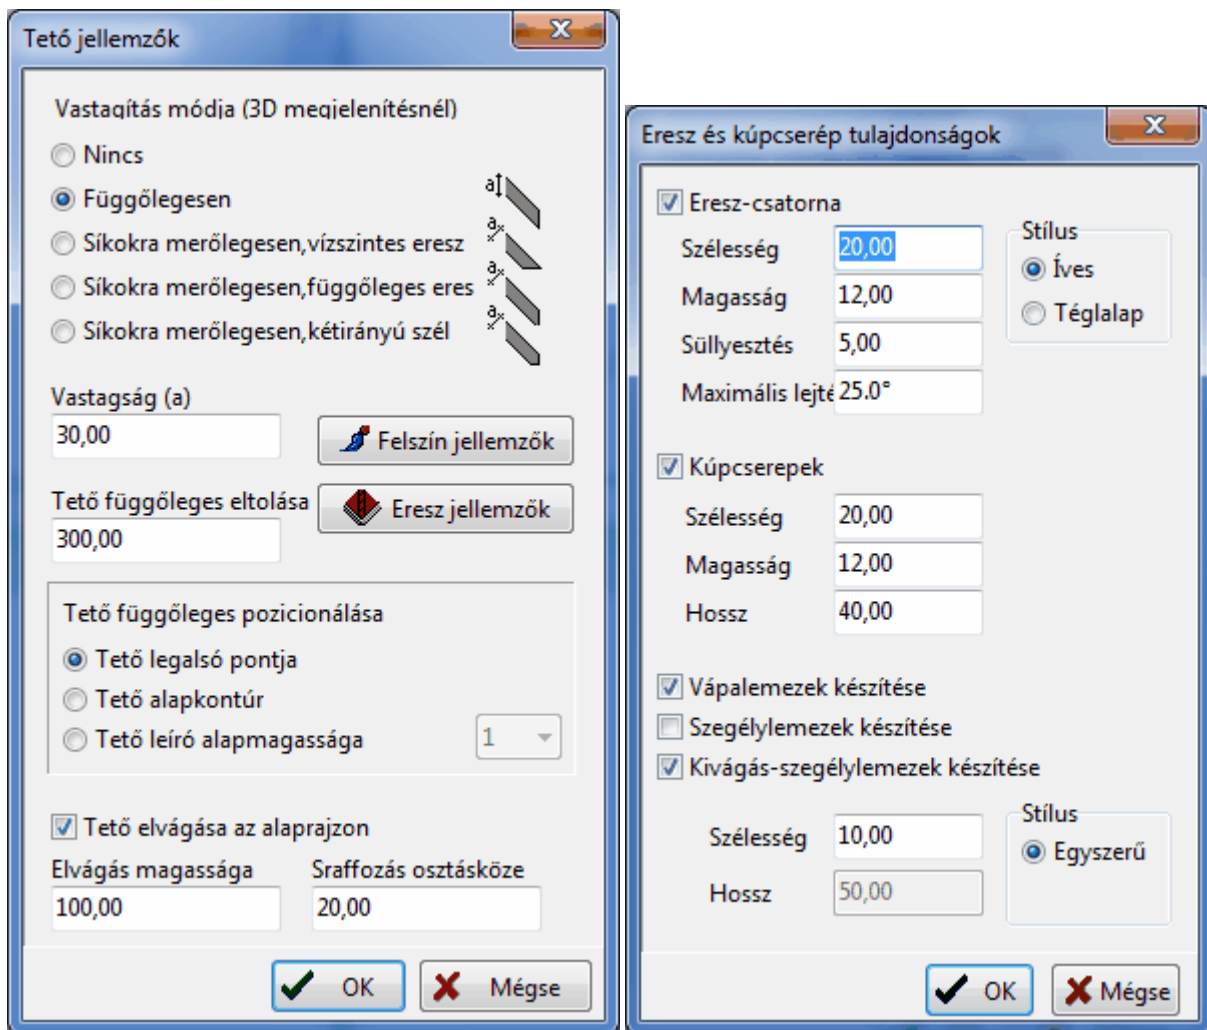 Tető jellemzők
Vastagítás módja (3D megjelenítésnél)
Nincs
Függőlegesen
a
Síkokra merőlegesen,vízszintes eresz
a
Síkokra merőlegesen,függőleges eres
a
Síkokra merőlegesen,kétirányú szél
a
Vastagság (a)
30,00
Felszín jellemzők
Tető függőleges eltolása
300,00
Eresz jellemzők
Tető függőleges pozicionálása
Tető legalsó pontja
Tető alapkontúr
Tető leíró alapmagassága
1
Tető elvágása az alaprajzon
Elvágás magassága
Sraffozás osztásköze
100,00
20,00
OK
Mégse
Eresz és kúpcserép tulajdonságok
Eresz-csatorna
Szélesség
20,00
Magasság
12,00
Süllyesztés
5,00
Maximális lejté
25.0°
Stílus
Íves
Téglalap
Kúpcserepek
Szélesség
20,00
Magasság
12,00
Hossz
40,00
Vápalemezek készítése
Szegélylemezek készítése
Kivágás-szegélylemezek készítése
Szélesség
10,00
Hossz
50,00
Stílus
Egyszerű
OK
Mégse